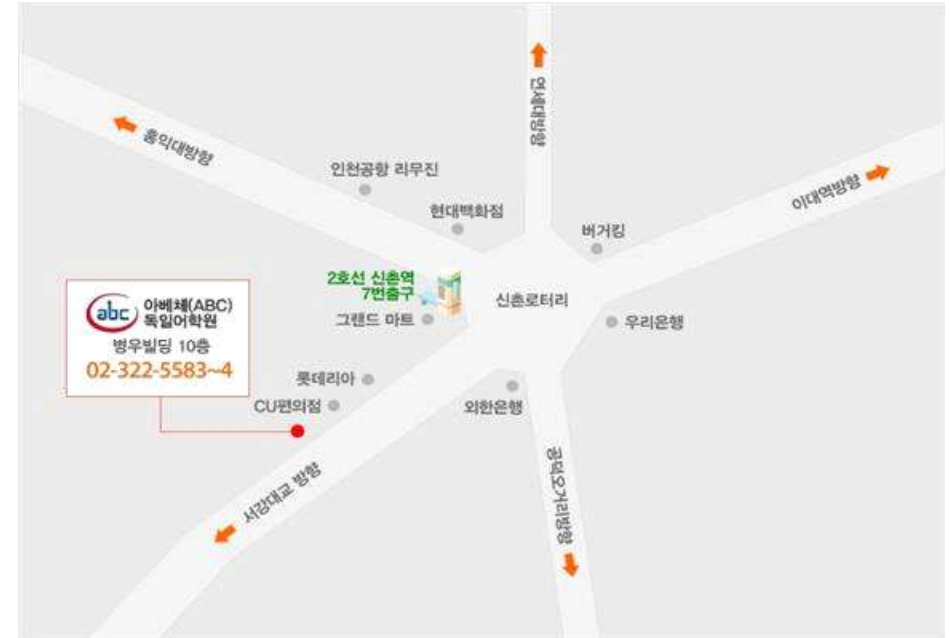 연세대방향
홍익대방향
인천공항 리무진
이대역방향
현대백화점
버거킹
2호선 신촌역
7번출구
신촌로터리
그랜드 마트
우리은행
abc
아베체(ABC)
독일어학원
병우빌딩 10층
02-322-5583~4
롯데리아
CU편의점
외한은행
서강대교 방향
공덕오거리방향